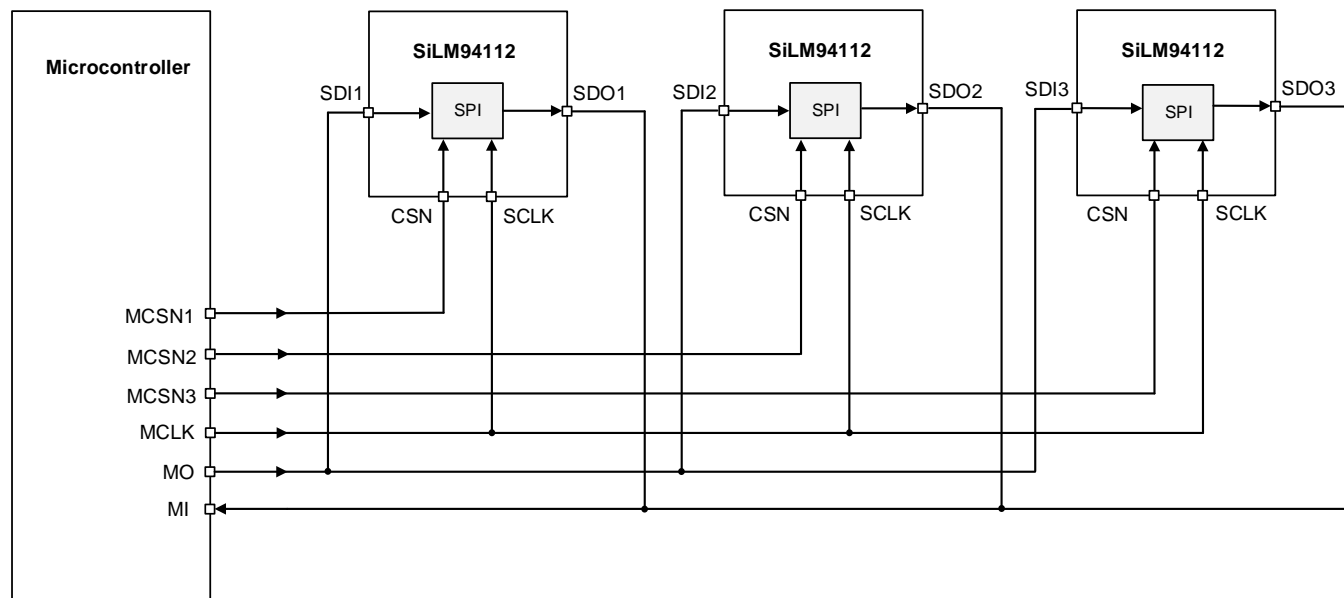 Microcontroller
SiLM94112
SDI1
SPI
SDO1
CSN
SCLK
SiLM94112
SDI2
SPI
SDO2
CSN
SCLK
SiLM94112
SDI3
SPI
SDO3
CSN
SCLK
MCSN1
MCSN2
MCSN3
MCLK
MO
MI